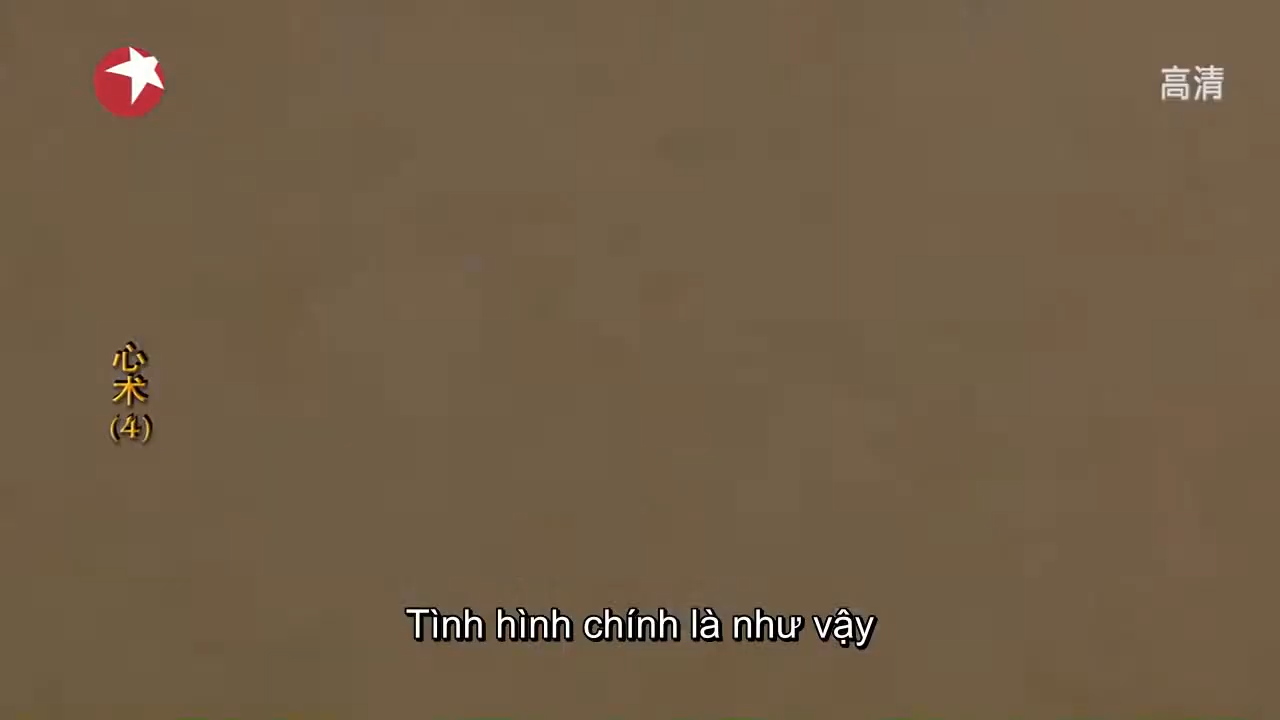 高清
心
术
(4)
Tình hình chính là như vậy